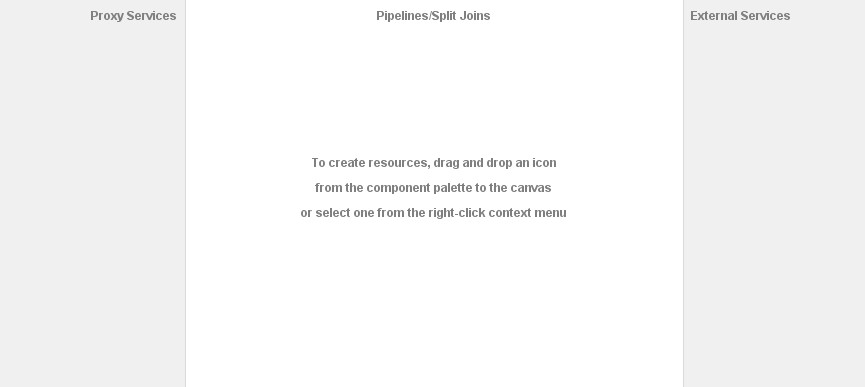 Proxy Services
Pipelines/Split Joins
External Services
To create resources, drag and drop an icon
from the component palette to the canvas
or select one from the right-click context menu